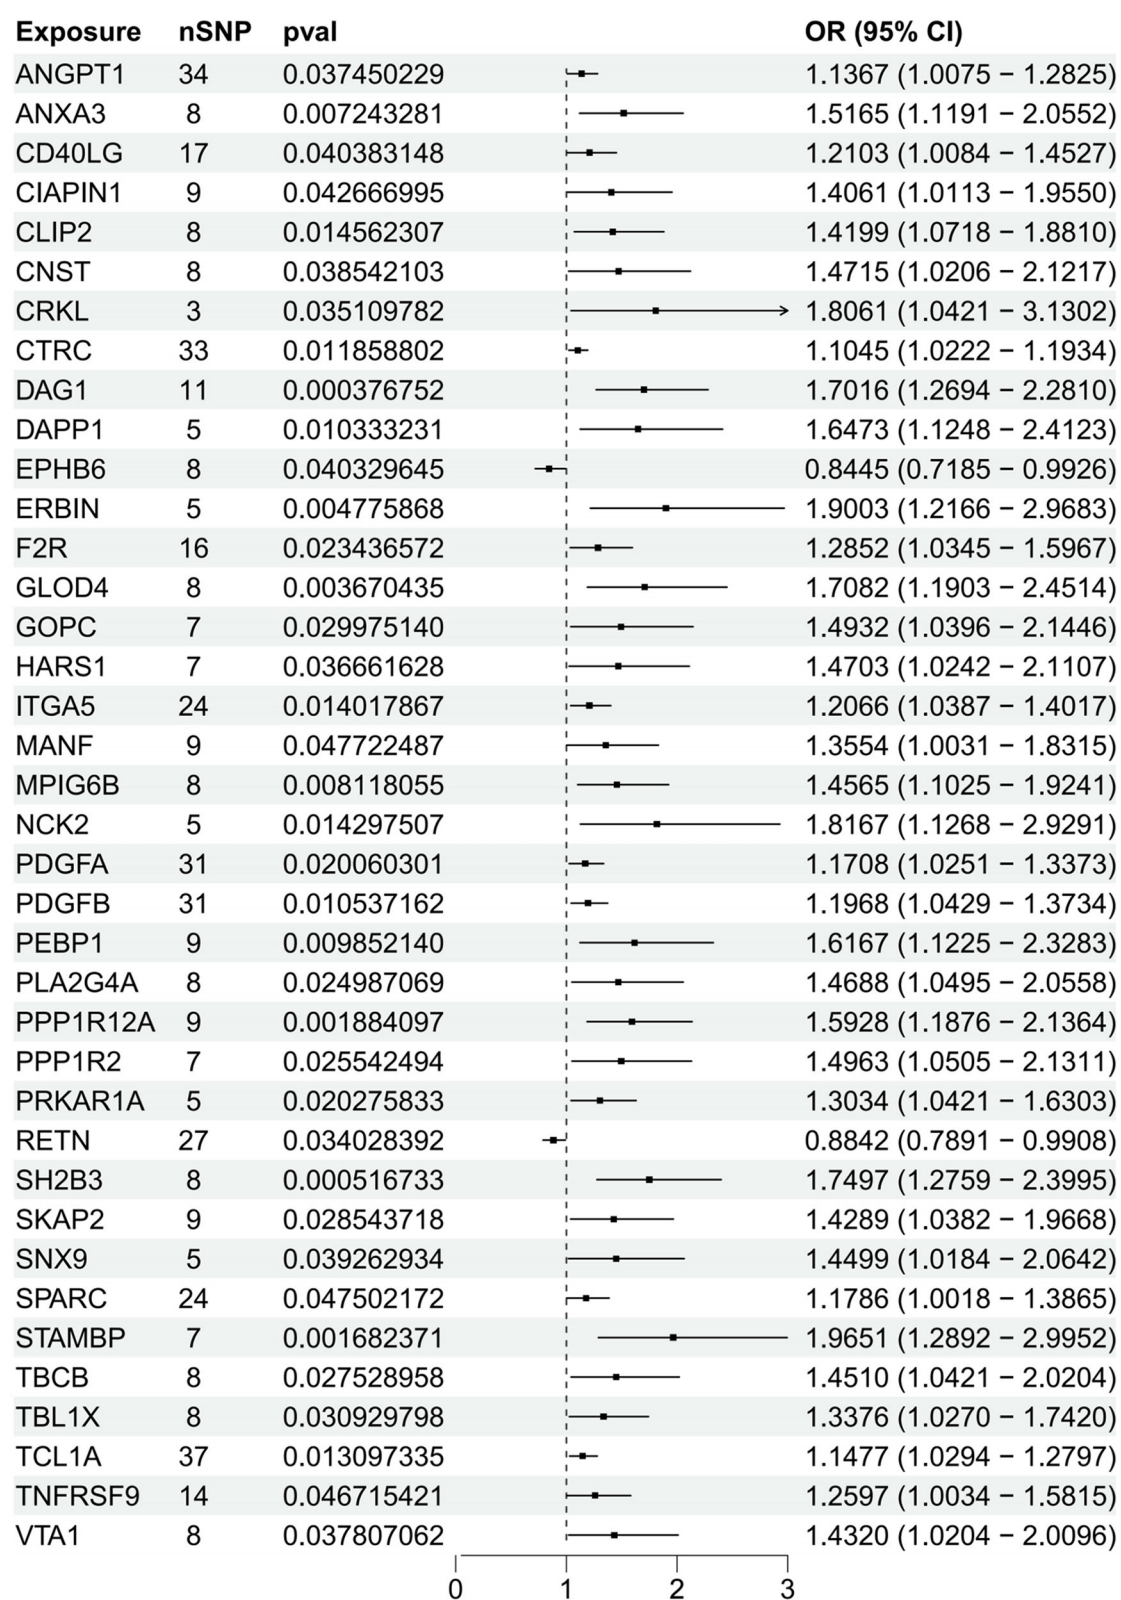 Exposure nSNP pval OR (95% CI)
ANGPT1 34 0.037450229 1.1367 (1.0075 − 1.2825)
ANXA3 8 0.007243281 1.5165 (1.1191 − 2.0552)
CD40LG 17 0.040383148 1.2103 (1.0084 − 1.4527)
CIAPIN1 9 0.042666995 1.4061 (1.0113 − 1.9550)
CLIP2 8 0.014562307 1.4199 (1.0718 − 1.8810)
CNST 8 0.038542103 1.4715 (1.0206 − 2.1217)
CRKL 3 0.035109782 1.8061 (1.0421 − 3.1302)
CTRC 33 0.011858802 1.1045 (1.0222 − 1.1934)
DAG1 11 0.000376752 1.7016 (1.2694 − 2.2810)
DAPP1 5 0.010333231 1.6473 (1.1248 − 2.4123)
EPHB6 8 0.040329645 0.8445 (0.7185 − 0.9926)
ERBIN 5 0.004775868 1.9003 (1.2166 − 2.9683)
F2R 16 0.023436572 1.2852 (1.0345 − 1.5967)
GLOD4 8 0.003670435 1.7082 (1.1903 − 2.4514)
GOPC 7 0.029975140 1.4932 (1.0396 − 2.1446)
HARS1 7 0.036661628 1.4703 (1.0242 − 2.1107)
ITGA5 24 0.014017867 1.2066 (1.0387 − 1.4017)
MANF 9 0.047722487 1.3554 (1.0031 − 1.8315)
MPIG6B 8 0.008118055 1.4565 (1.1025 − 1.9241)
NCK2 5 0.014297507 1.8167 (1.1268 − 2.9291)
PDGFA 31 0.020060301 1.1708 (1.0251 − 1.3373)
PDGFB 31 0.010537162 1.1968 (1.0429 − 1.3734)
PEBP1 9 0.009852140 1.6167 (1.1225 − 2.3283)
PLA2G4A 8 0.024987069 1.4688 (1.0495 − 2.0558)
PPP1R12A 9 0.001884097 1.5928 (1.1876 − 2.1364)
PPP1R2 7 0.025542494 1.4963 (1.0505 − 2.1311)
PRKAR1A 5 0.020275833 1.3034 (1.0421 − 1.6303)
RETN 27 0.034028392 0.8842 (0.7891 − 0.9908)
SH2B3 8 0.000516733 1.7497 (1.2759 − 2.3995)
SKAP2 9 0.028543718 1.4289 (1.0382 − 1.9668)
SNX9 5 0.039262934 1.4499 (1.0184 − 2.0642)
SPARC 24 0.047502172 1.1786 (1.0018 − 1.3865)
STAMBP 7 0.001682371 1.9651 (1.2892 − 2.9952)
TBCB 8 0.027528958 1.4510 (1.0421 − 2.0204)
TBL1X 8 0.030929798 1.3376 (1.0270 − 1.7420)
TCL1A 37 0.013097335 1.1477 (1.0294 − 1.2797)
TNFRSF9 14 0.046715421 1.2597 (1.0034 − 1.5815)
VTA1 8 0.037807062 1.4320 (1.0204 − 2.0096)
0 1 2 3